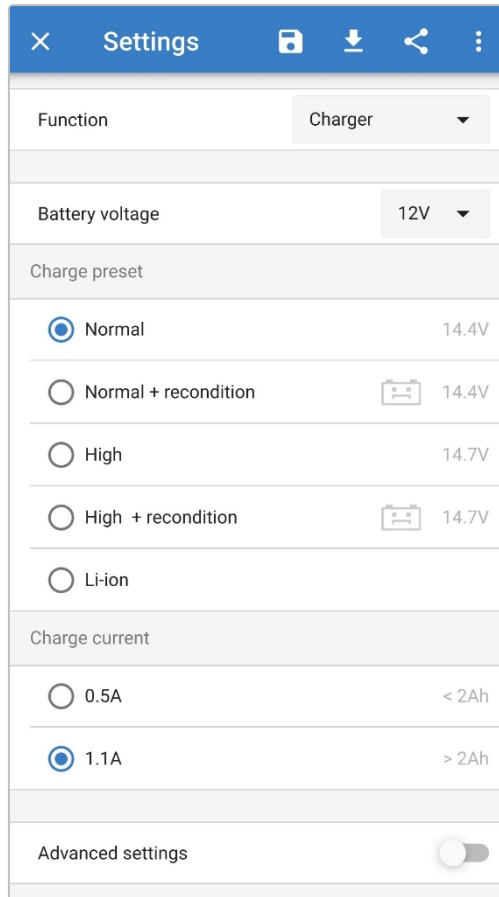 Settings
Function Charger
Battery voltage 12V
Charge preset
Normal 14.4V
Normal + recondition 14.4V
High 14.7V
High + recondition 14.7V
Li-ion
Charge current
0.5A < 2Ah
1.1A > 2Ah
Advanced settings